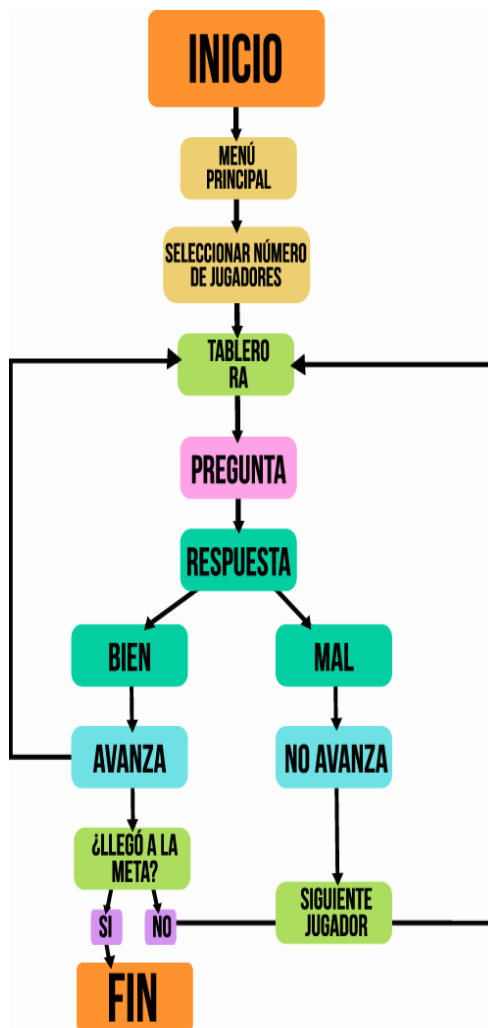 INICIO
MENÚ
PRINCIPAL
SELECCIONAR NÚMERO
DE JUGADORES
TABLERO
RA
PREGUNTA
RESPUESTA
BIEN
MAL
AVANZA
NO AVANZA
¿LLEGÓ A LA
META?
SI
NO
SIGUIENTE
JUGADOR
FIN